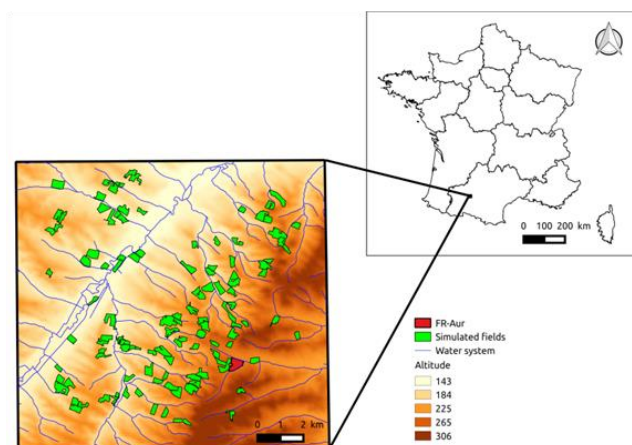 0 100 200 km
FR-Aur
Simulated fields
Water system
Altitude
143
184
225
265
306
0 1 2 km